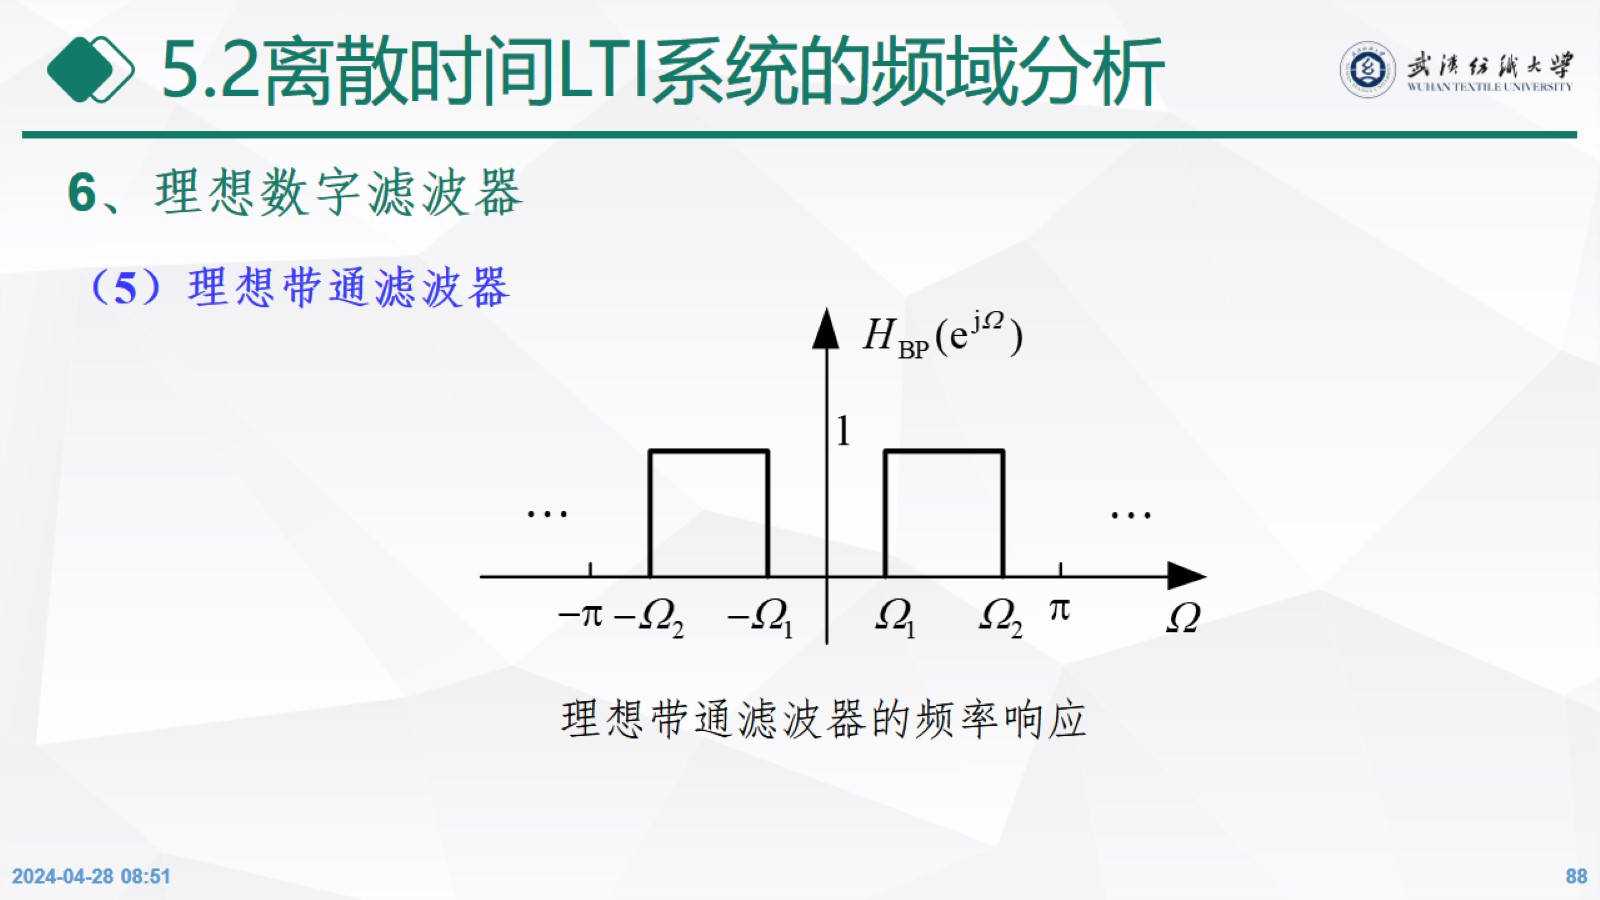 5.2离散时间LTI系统的频域分析
武汉纺织大学
WUHAN TEXTILE UNIVERSITY
6、理想数字滤波器
（5）理想带通滤波器
H_BP(e^{jΩ})
1
… …
−π −Ω₂ −Ω₁ Ω₁ Ω₂ π Ω
理想带通滤波器的频率响应
2024-04-28 08:51
88